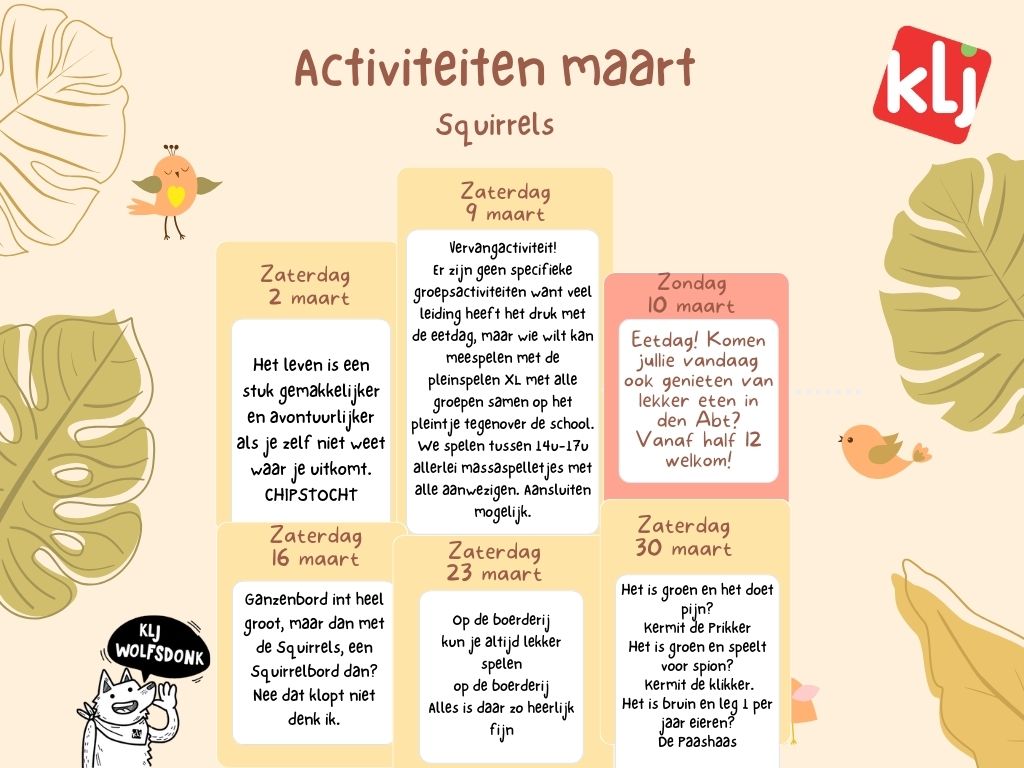 Activiteiten maart
Squirrels
klj
Zaterdag
2 maart
Het leven is een
stuk gemakkelijker
en avontuurlijker
als je zelf niet weet
waar je uitkomt.
CHIPSTOCHT
Zaterdag
9 maart
Vervangactiviteit!
Er zijn geen specifieke
groepsactiviteiten want veel
leiding heeft het druk met
de eetdag, maar wie wilt kan
meespelen met de
pleinspelen XL met alle
groepen samen op het
pleintje tegenover de school.
We spelen tussen 14u-17u
allerlei massaspelletjes met
alle aanwezigen. Aansluiten
mogelijk.
Zondag
10 maart
Eetdag! Komen
jullie vandaag
ook genieten van
lekker eten in
den Abt?
Vanaf half 12
welkom!
Zaterdag
16 maart
Ganzenbord int heel
groot, maar dan met
de Squirrels, een
Squirrelbord dan?
Nee dat klopt niet
denk ik.
Zaterdag
23 maart
Op de boerderij
kun je altijd lekker
spelen
op de boerderij
Alles is daar zo heerlijk
fijn
Zaterdag
30 maart
Het is groen en het doet
pijn?
Kermit de Prikker
Het is groen en speelt
voor spion?
Kermit de klikker.
Het is bruin en leg 1 per
jaar eieren?
De Paashaas
KLJ
WOLFSDONK